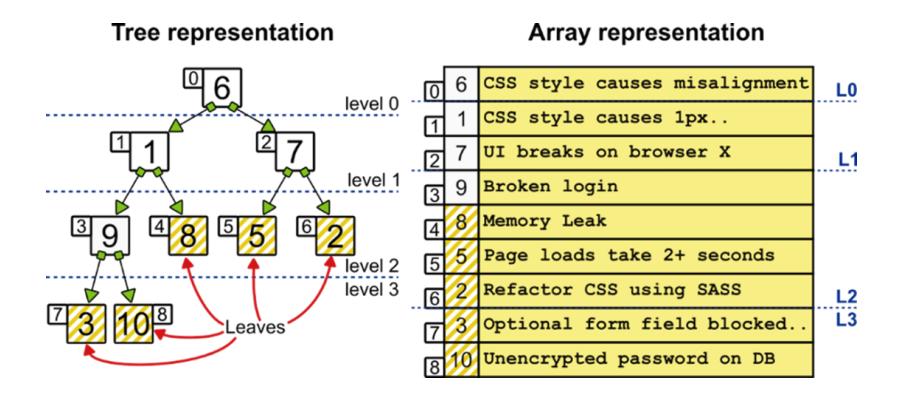 Tree representation
0 6
level 0
1 1
2 7
level 1
3 9
4 8
5 5
6 2
level 2
level 3
7 3
10 8
Leaves
Array representation
0 6 CSS style causes misalignment L0
1 1 CSS style causes 1px..
2 7 UI breaks on browser X L1
3 9 Broken login
4 8 Memory Leak
5 5 Page loads take 2+ seconds
6 2 Refactor CSS using SASS L2
7 3 Optional form field blocked.. L3
8 10 Unencrypted password on DB